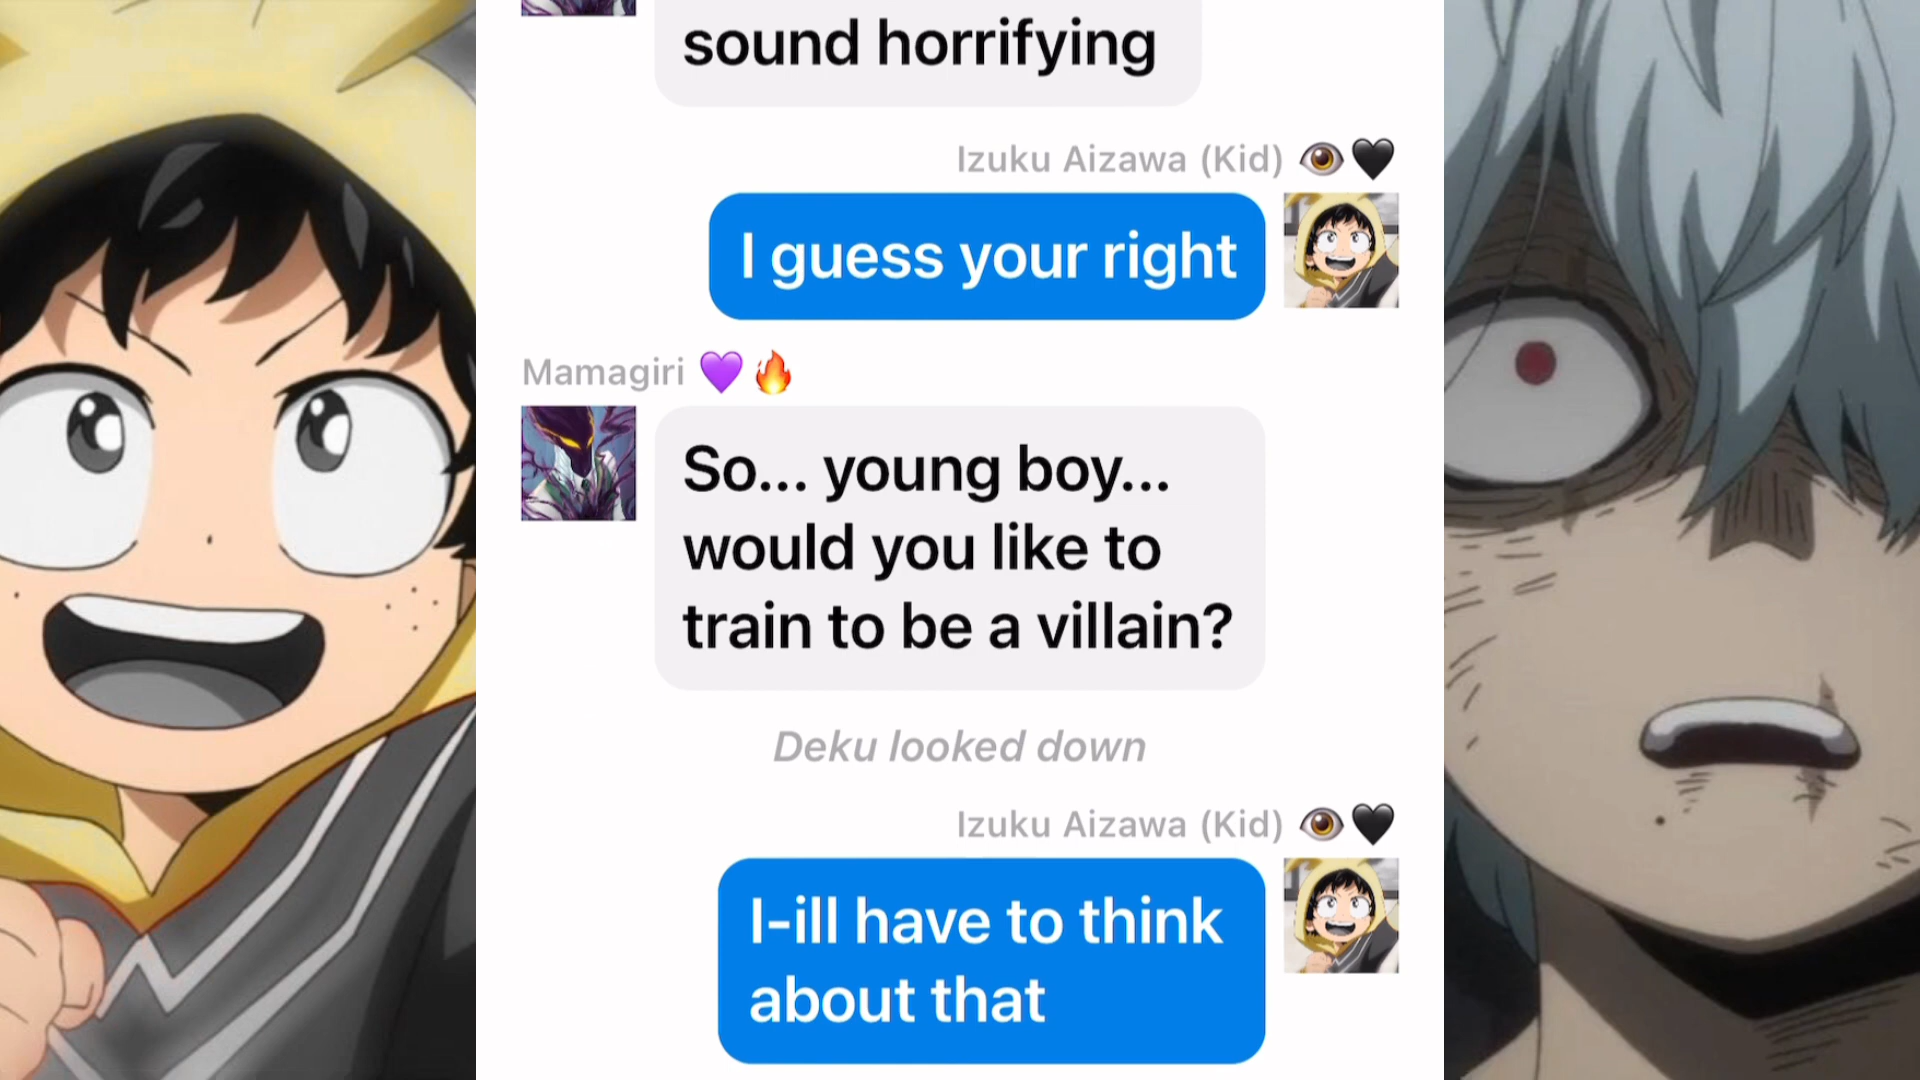 sound horrifying
Izuku Aizawa (Kid) 👁️🖤
I guess your right
Mamagiri 💜🔥
So... young boy...
would you like to
train to be a villain?
Deku looked down
Izuku Aizawa (Kid) 👁️🖤
I-ill have to think
about that